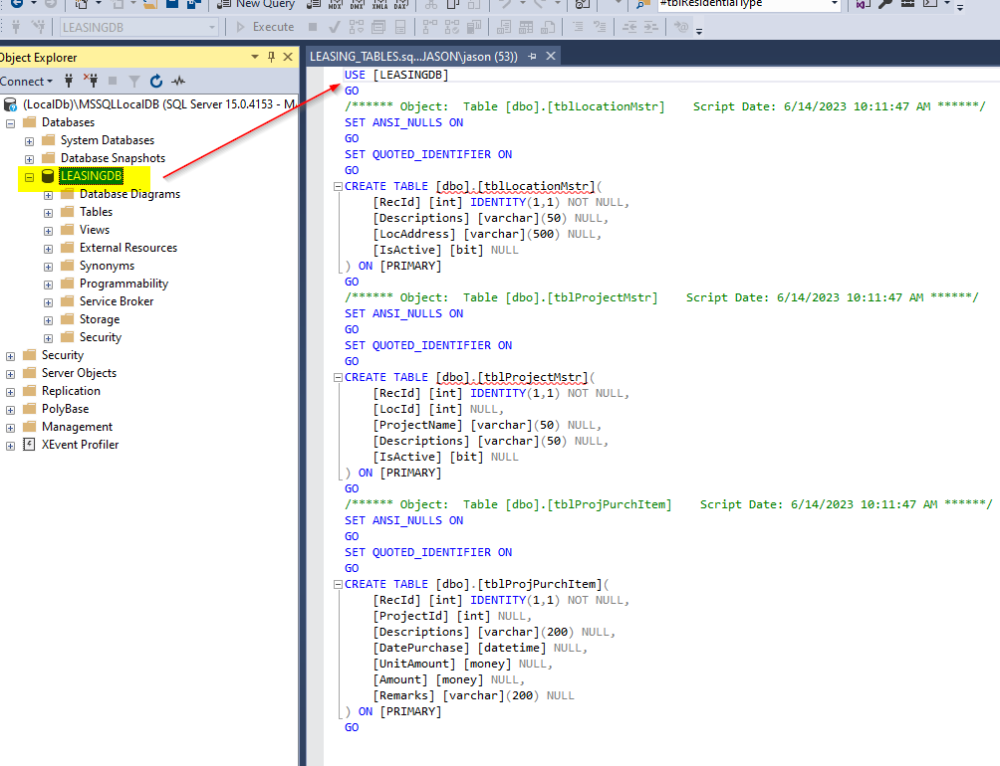 New Query
MDX
DMX
XMLA
DAX
#tblResidentialType
LEASINGDB
Execute
Object Explorer
Connect
(LocalDb)\MSSQLLocalDB (SQL Server 15.0.4153 - M
Databases
System Databases
Database Snapshots
LEASINGDB
Database Diagrams
Tables
Views
External Resources
Synonyms
Programmability
Service Broker
Storage
Security
Security
Server Objects
Replication
PolyBase
Management
XEvent Profiler
LEASING_TABLES.sq...JASON\jason (53))
USE [LEASINGDB]
GO
/****** Object:  Table [dbo].[tblLocationMstr]    Script Date: 6/14/2023 10:11:47 AM ******/
SET ANSI_NULLS ON
GO
SET QUOTED_IDENTIFIER ON
GO
CREATE TABLE [dbo].[tblLocationMstr](
[RecId] [int] IDENTITY(1,1) NOT NULL,
[Descriptions] [varchar](50) NULL,
[LocAddress] [varchar](500) NULL,
[IsActive] [bit] NULL
) ON [PRIMARY]
GO
/****** Object:  Table [dbo].[tblProjectMstr]    Script Date: 6/14/2023 10:11:47 AM ******/
SET ANSI_NULLS ON
GO
SET QUOTED_IDENTIFIER ON
GO
CREATE TABLE [dbo].[tblProjectMstr](
[RecId] [int] IDENTITY(1,1) NOT NULL,
[LocId] [int] NULL,
[ProjectName] [varchar](50) NULL,
[Descriptions] [varchar](50) NULL,
[IsActive] [bit] NULL
) ON [PRIMARY]
GO
/****** Object:  Table [dbo].[tblProjPurchItem]    Script Date: 6/14/2023 10:11:47 AM ******/
SET ANSI_NULLS ON
GO
SET QUOTED_IDENTIFIER ON
GO
CREATE TABLE [dbo].[tblProjPurchItem](
[RecId] [int] IDENTITY(1,1) NOT NULL,
[ProjectId] [int] NULL,
[Descriptions] [varchar](200) NULL,
[DatePurchase] [datetime] NULL,
[UnitAmount] [money] NULL,
[Amount] [money] NULL,
[Remarks] [varchar](200) NULL
) ON [PRIMARY]
GO